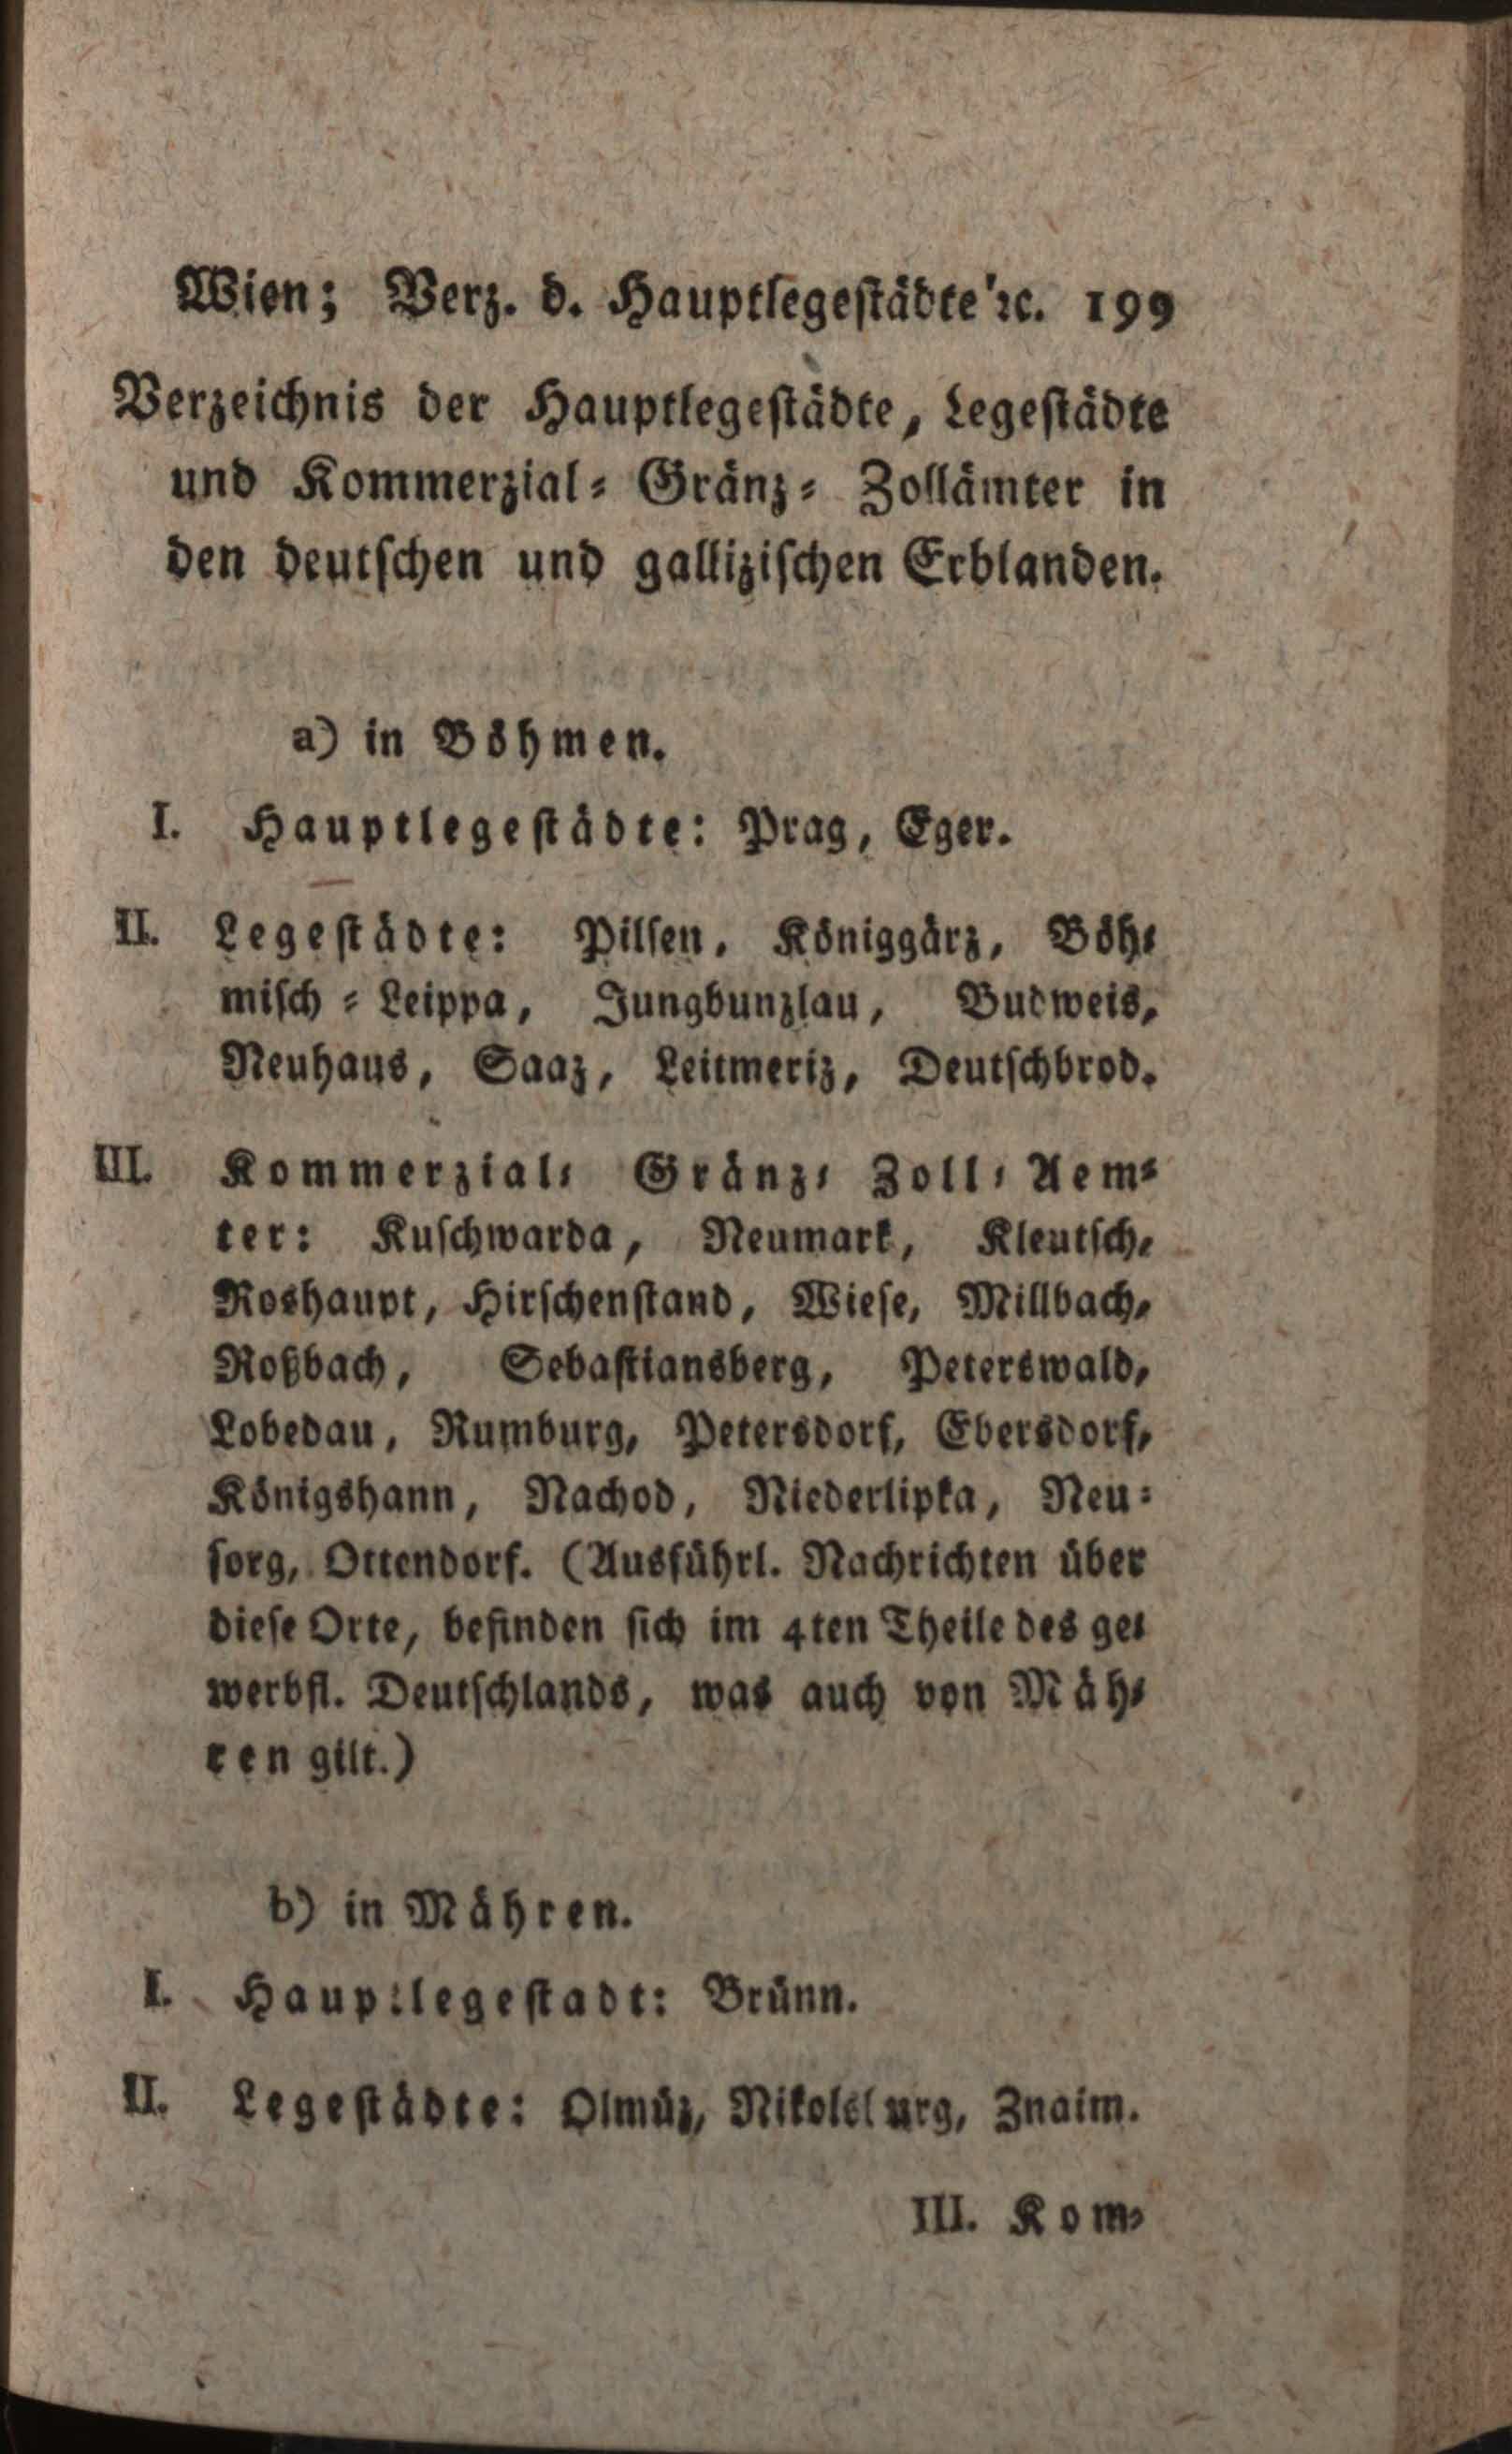 Wien; Verz. d. Hauptlegestädte ꝛc. 199
Verzeichnis der Hauptlegestädte, Legestädte
und Kommerzial- Gränz- Zollämter in
den deutschen und gallizischen Erblanden.
a) in Böhmen.
I. Hauptlegestädte: Prag, Eger.
II. Legestädte: Pilsen, Königgärz, Böh-
misch - Leippa, Jungbunzlau, Budweis,
Neuhaus, Saaz, Leitmeriz, Deutschbrod.
III. Kommerzial- Gränz- Zoll- Aem-
ter: Kuschwarda, Neumark, Kleutsch,
Roshaupt, Hirschenstand, Wiese, Millbach,
Roßbach, Sebastiansberg, Peterswald,
Lobedau, Rumburg, Petersdorf, Ebersdorf,
Königshann, Nachod, Niederlipka, Neu-
sorg, Ottendorf. (Ausführl. Nachrichten über
diese Orte, befinden sich im 4ten Theile des ge-
werbfl. Deutschlands, was auch von Mäh-
ren gilt.)
b) in Mähren.
I. Hauptlegestadt: Brünn.
II. Legestädte: Olmüz, Nikolsburg, Znaim.
III. Kom-